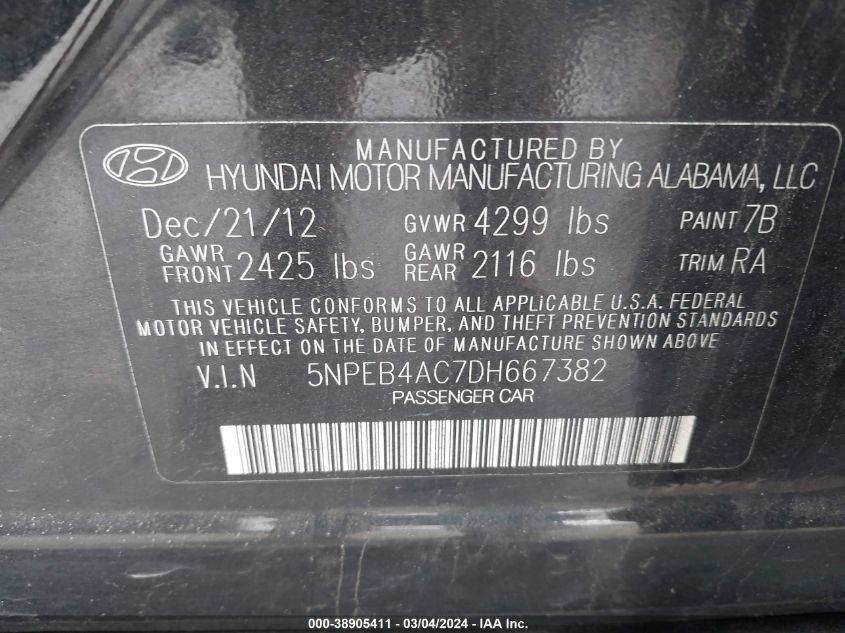 MANUFACTURED BY
HYUNDAI MOTOR MANUFACTURING ALABAMA, LLC
Dec/21/12 GVWR 4299 lbs PAINT 7B
GAWR FRONT 2425 lbs GAWR REAR 2116 lbs TRIM RA
THIS VEHICLE CONFORMS TO ALL APPLICABLE U.S.A. FEDERAL
MOTOR VEHICLE SAFETY, BUMPER, AND THEFT PREVENTION STANDARDS
IN EFFECT ON THE DATE OF MANUFACTURE SHOWN ABOVE
V.I.N 5NPEB4AC7DH667382
PASSENGER CAR
000-38905411 - 03/04/2024 - IAA Inc.